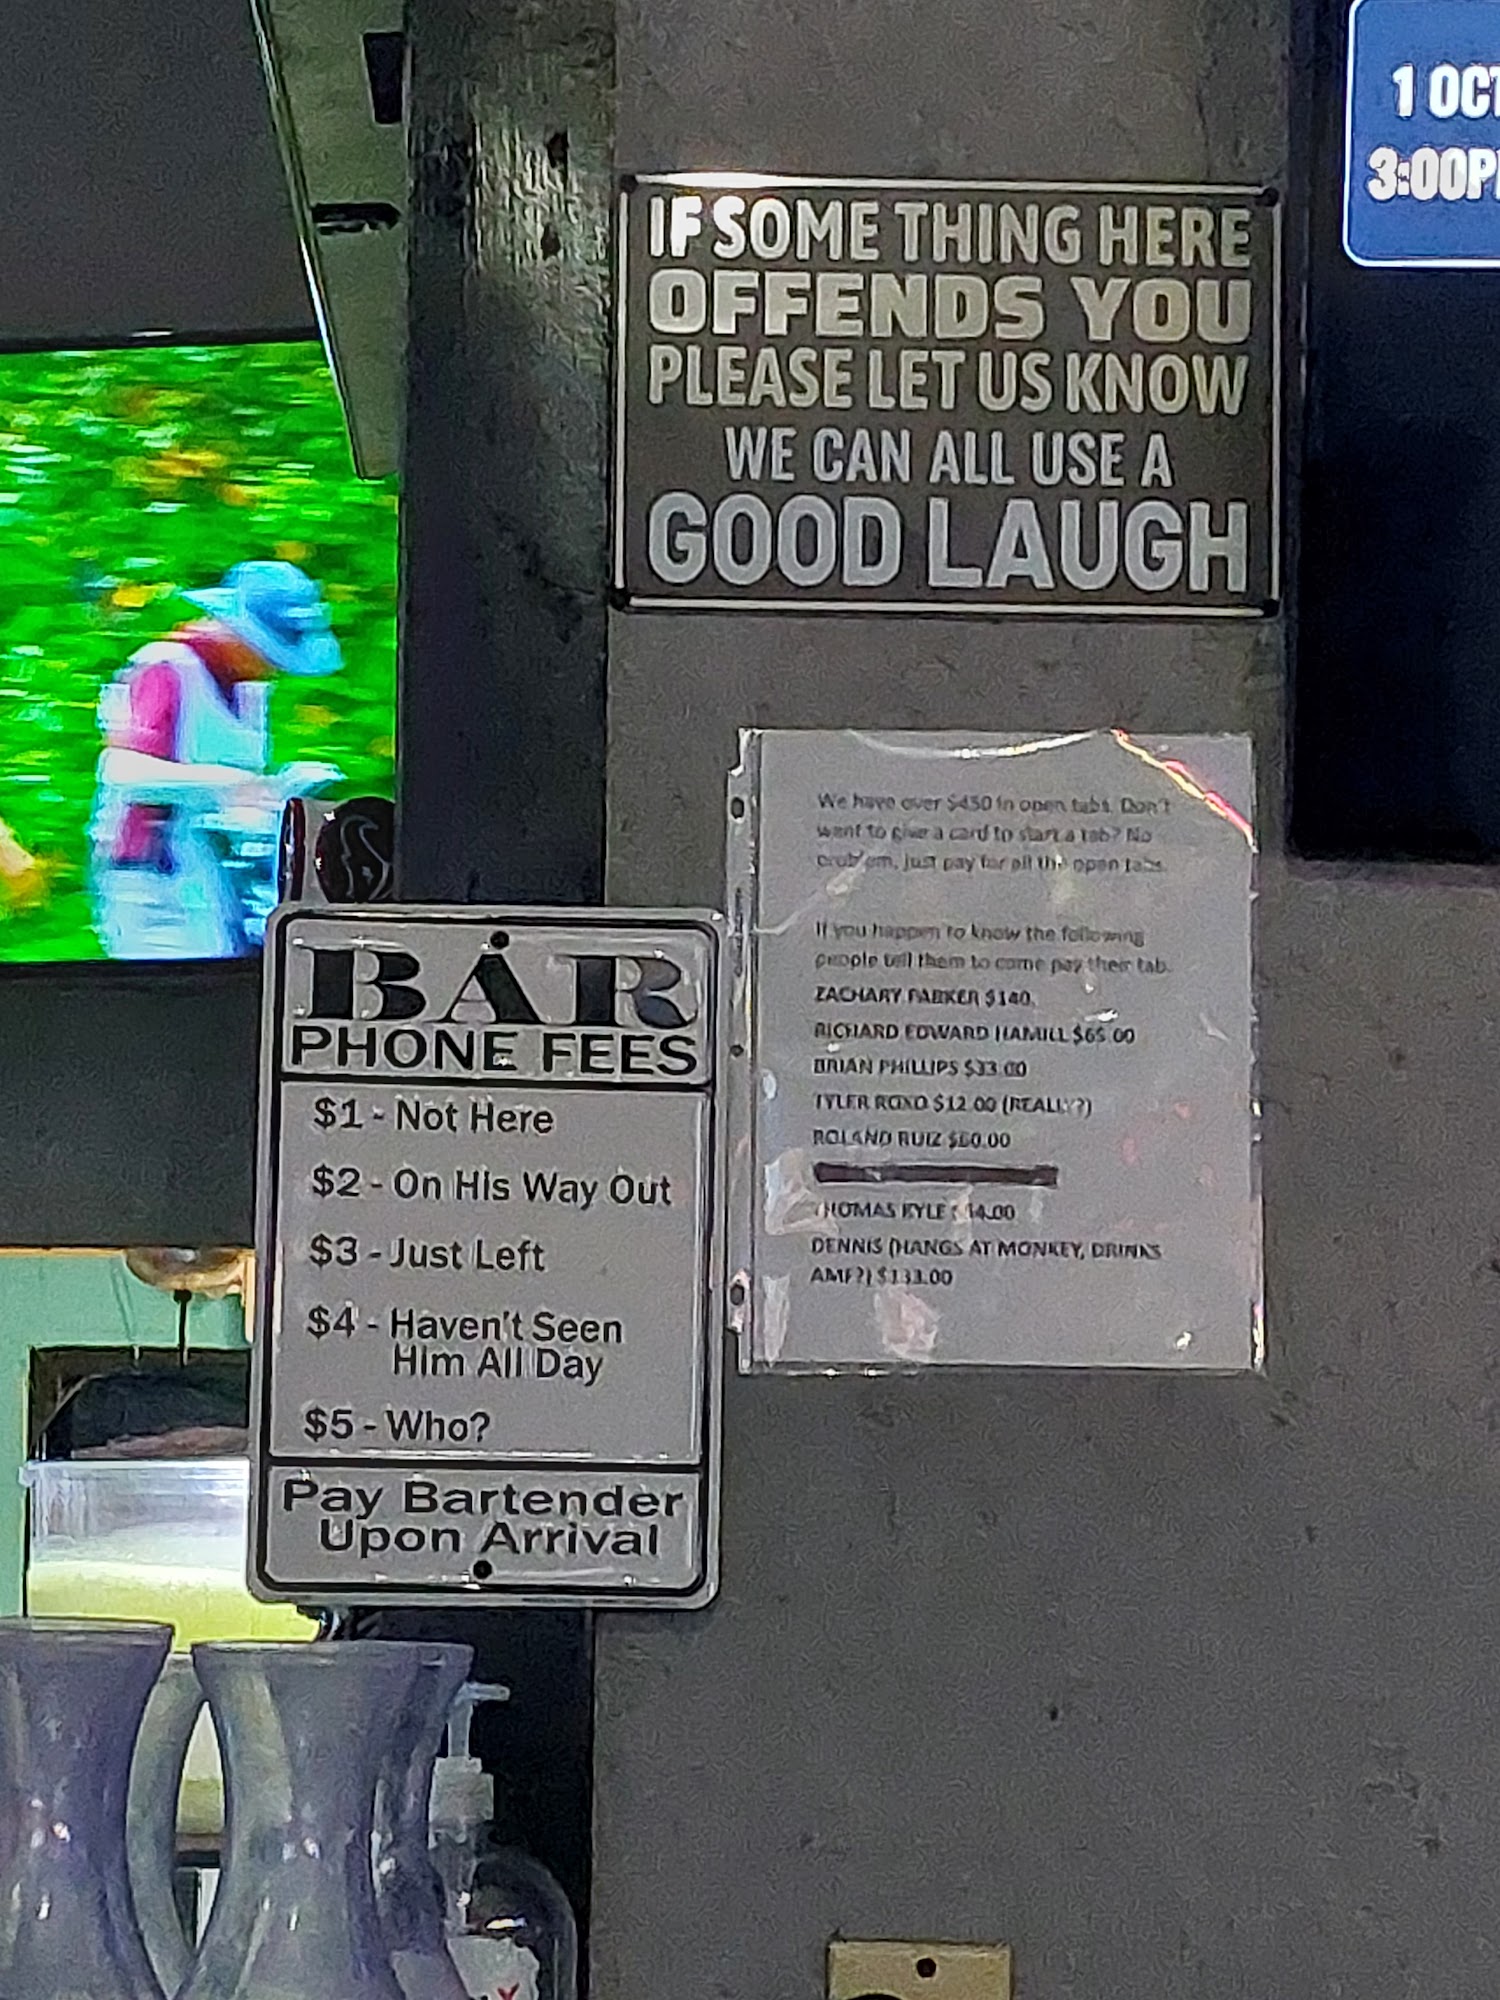 1 OCT
3:00P
IF SOME THING HERE
OFFENDS YOU
PLEASE LET US KNOW
WE CAN ALL USE A
GOOD LAUGH
We have over $450 in open tabs. Don't
want to give a card to start a tab? No
problem, just pay for all the open tabs.
If you happen to know the following
people tell them to come pay their tab.
ZACHARY PARKER $140.
RICHARD EDWARD HAMILL $65.00
BRIAN PHILLIPS $33.00
TYLER $12.00 (REALLY?)
ROLAND RUIZ
THOMAS KYLE
DENNIS (HANGS AT MONKEY, DRINKS
AMF?) $133.00
BAR
PHONE FEES
$1 - Not Here
$2 - On His Way Out
$3 - Just Left
$4 - Haven't Seen
Him All Day
$5 - Who?
Pay Bartender
Upon Arrival